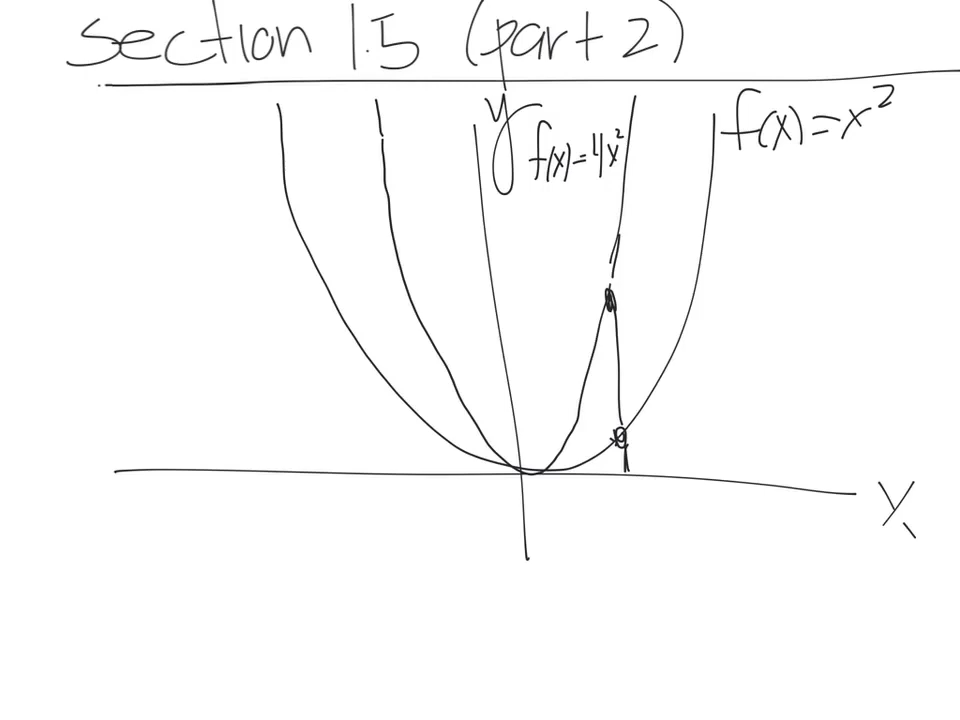 section 1.5 (part 2)
y
f(x)=4x²
f(x)=x²
x